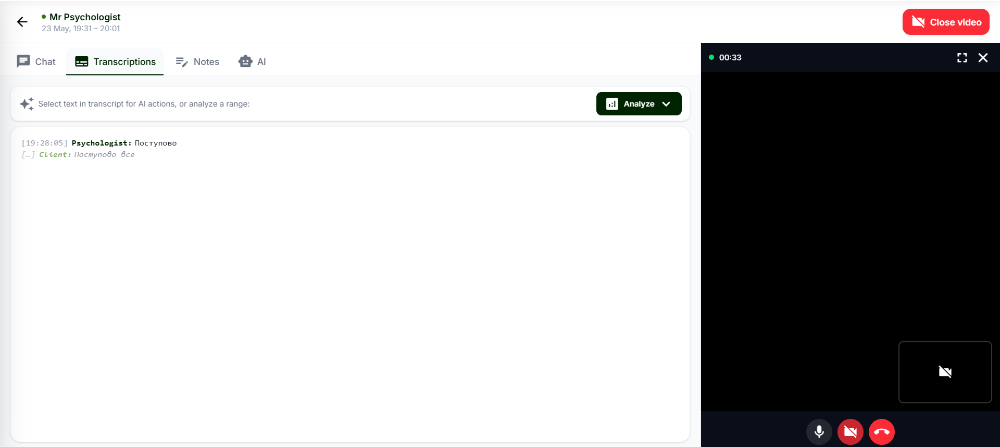 Mr Psychologist
23 May, 19:31 – 20:01
Close video
Chat
Transcriptions
Notes
AI
00:33
Select text in transcript for AI actions, or analyze a range:
Analyze
[19:28:05] Psychologist: Поступово
[…] Client: Поступово все